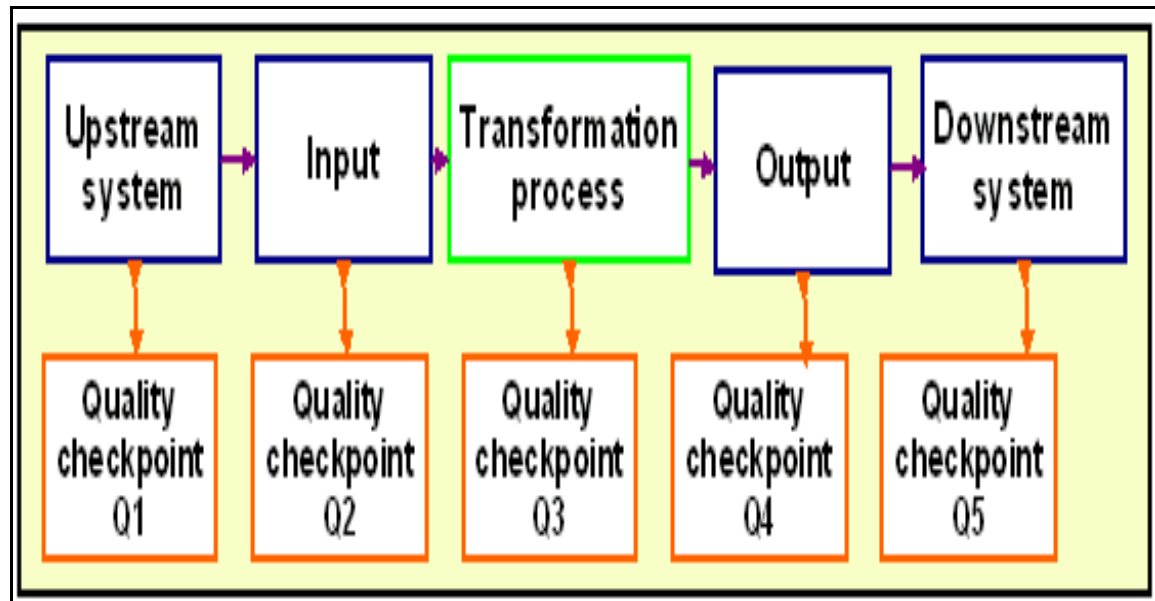 Upstream
system
Input
Transformation
process
Output
Downstream
system
Quality
checkpoint
Q1
Quality
checkpoint
Q2
Quality
checkpoint
Q3
Quality
checkpoint
Q4
Quality
checkpoint
Q5